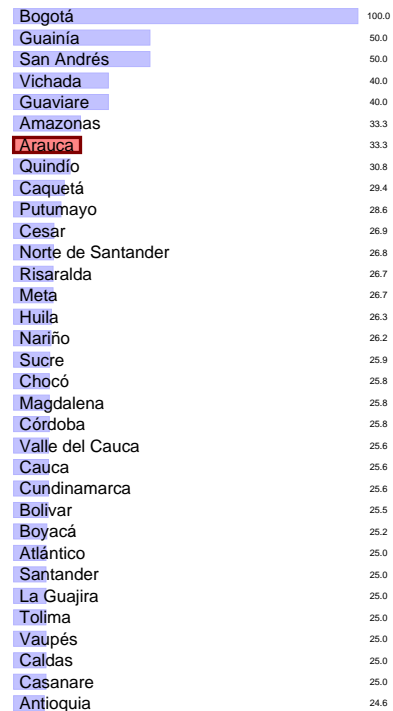 Bogotá 100.0
Guainía 50.0
San Andrés 50.0
Vichada 40.0
Guaviare 40.0
Amazonas 33.3
Arauca 33.3
Quindío 30.8
Caquetá 29.4
Putumayo 28.6
Cesar 26.9
Norte de Santander 26.8
Risaralda 26.7
Meta 26.7
Huila 26.3
Nariño 26.2
Sucre 25.9
Chocó 25.8
Magdalena 25.8
Córdoba 25.8
Valle del Cauca 25.6
Cauca 25.6
Cundinamarca 25.6
Bolivar 25.5
Boyacá 25.2
Atlántico 25.0
Santander 25.0
La Guajira 25.0
Tolima 25.0
Vaupés 25.0
Caldas 25.0
Casanare 25.0
Antioquia 24.6